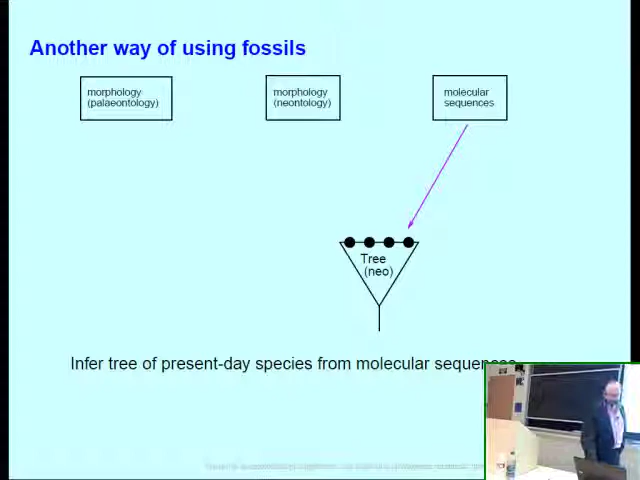 Another way of using fossils
morphology
(palaeontology)
morphology
(neontology)
molecular
sequences
Tree
(neo)
Infer tree of present-day species from molecular sequences